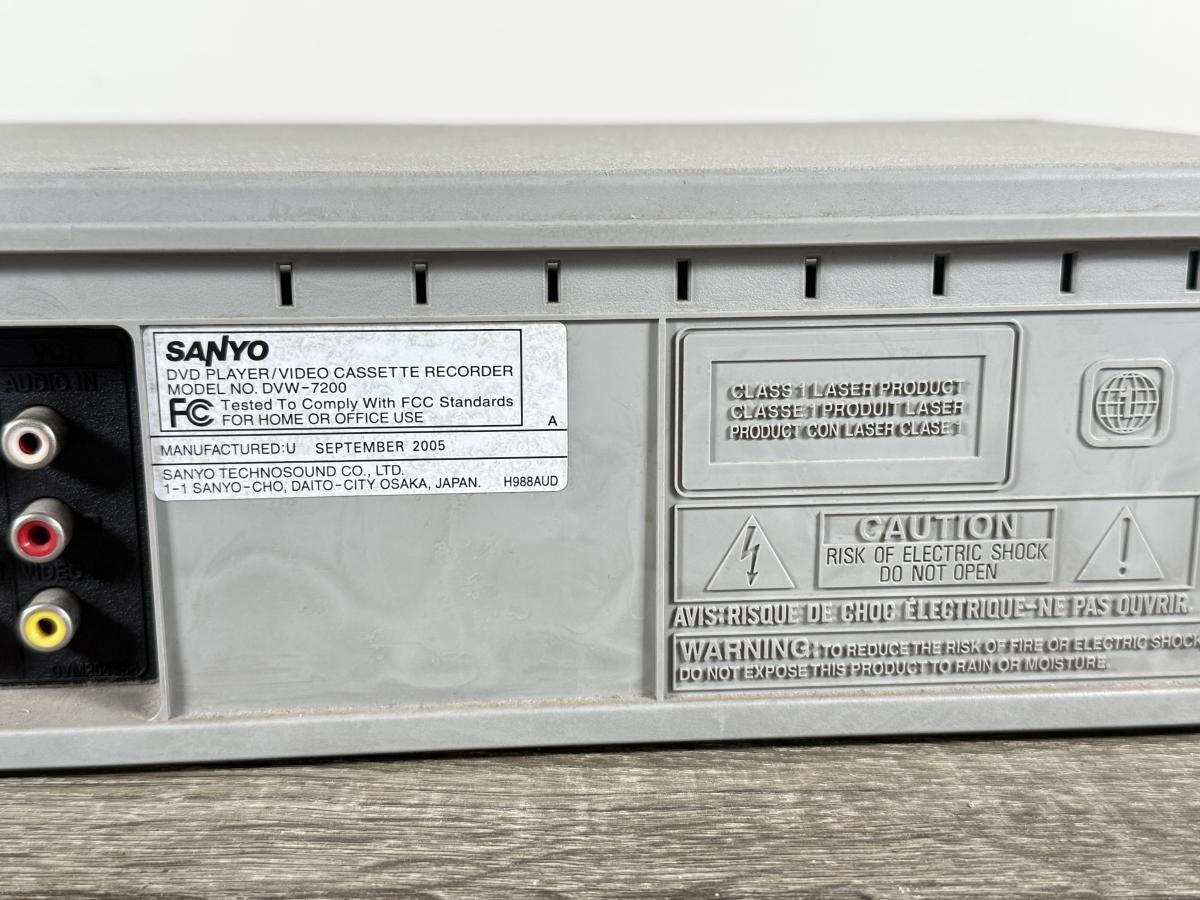 VCR
AUDIO IN
VIDEO
SANYO
DVD PLAYER/VIDEO CASSETTE RECORDER
MODEL NO. DVW-7200
FC Tested To Comply With FCC Standards
FOR HOME OR OFFICE USE
A
MANUFACTURED:U SEPTEMBER 2005
SANYO TECHNOSOUND CO., LTD.
1-1 SANYO-CHO, DAITO-CITY OSAKA, JAPAN. H988AUD
CLASS 1 LASER PRODUCT
CLASSE 1 PRODUIT LASER
PRODUCT CON LASER CLASE 1
i
CAUTION
RISK OF ELECTRIC SHOCK
DO NOT OPEN
!
AVIS:RISQUE DE CHOC ÉLECTRIQUE-NE PAS OUVRIR.
WARNING: TO REDUCE THE RISK OF FIRE OR ELECTRIC SHOCK
DO NOT EXPOSE THIS PRODUCT TO RAIN OR MOISTURE.